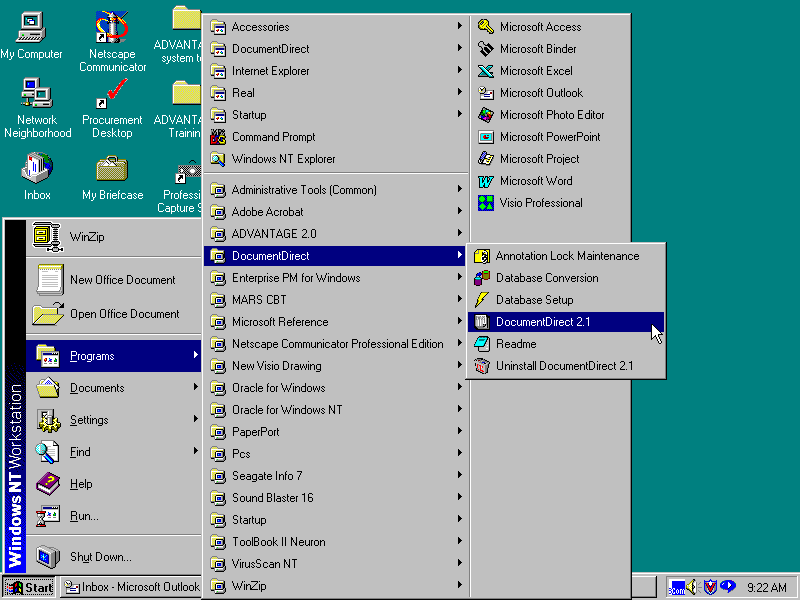 My Computer
Netscape
Communicator
ADVANTA
system t
Network
Neighborhood
Procurement
Desktop
ADVANTA
Trainin
Inbox
My Briefcase
Professi
Capture S
WinZip
New Office Document
Open Office Document
Programs
Documents
Settings
Find
Help
Run...
Shut Down...
Windows NT Workstation
Accessories
DocumentDirect
Internet Explorer
Real
Startup
Command Prompt
Windows NT Explorer
Administrative Tools (Common)
Adobe Acrobat
ADVANTAGE 2.0
DocumentDirect
Enterprise PM for Windows
MARS CBT
Microsoft Reference
Netscape Communicator Professional Edition
New Visio Drawing
Oracle for Windows
Oracle for Windows NT
PaperPort
Pcs
Seagate Info 7
Sound Blaster 16
Startup
ToolBook II Neuron
VirusScan NT
WinZip
Microsoft Access
Microsoft Binder
Microsoft Excel
Microsoft Outlook
Microsoft Photo Editor
Microsoft PowerPoint
Microsoft Project
Microsoft Word
Visio Professional
Annotation Lock Maintenance
Database Conversion
Database Setup
DocumentDirect 2.1
Readme
Uninstall DocumentDirect 2.1
Start
Inbox - Microsoft Outlook
3Com
9:22 AM